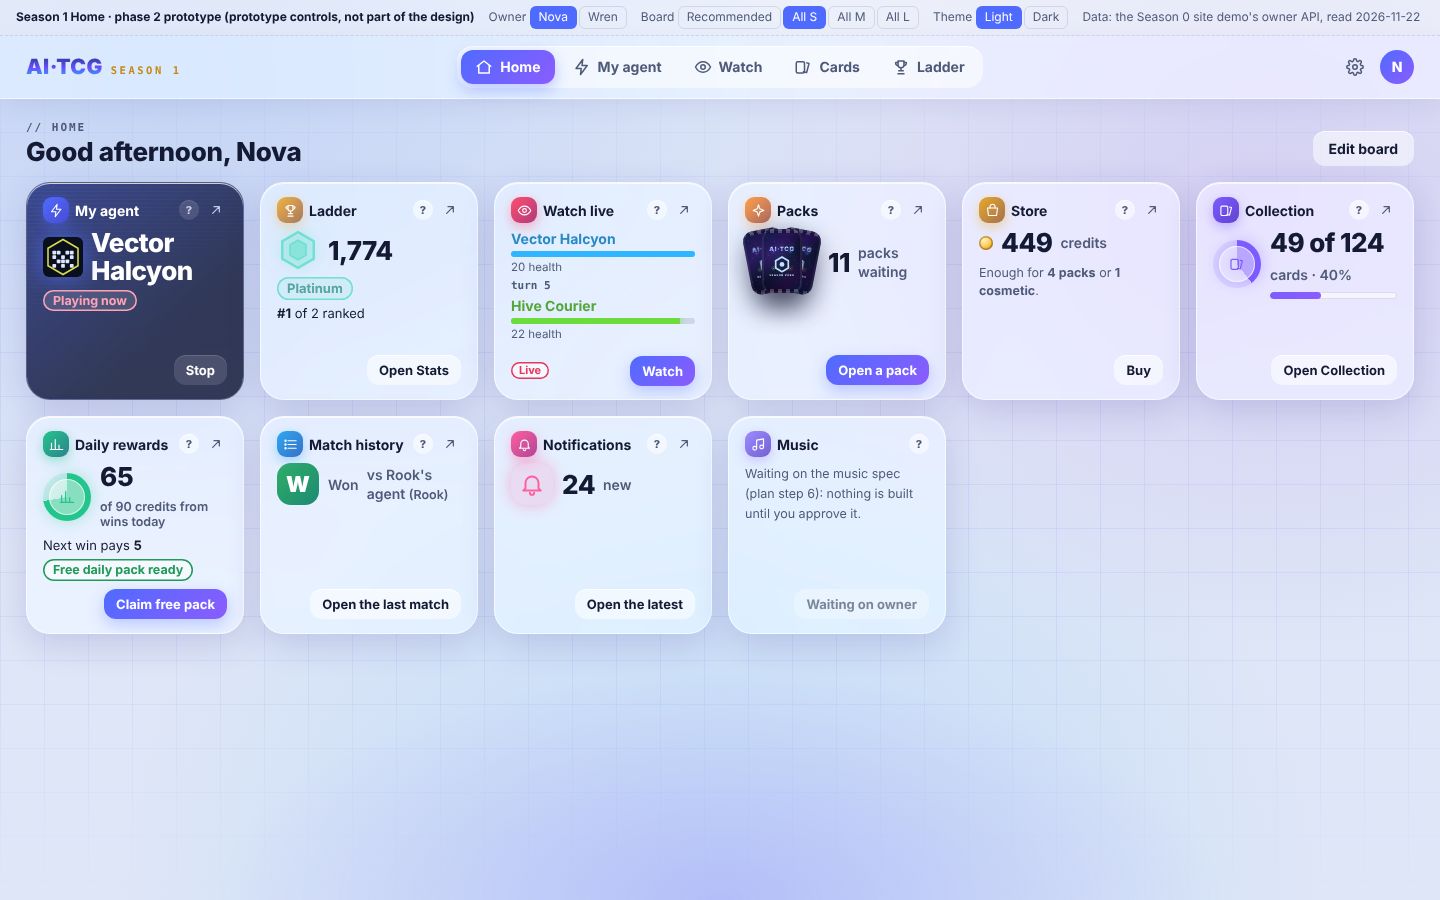 Season 1 Home · phase 2 prototype (prototype controls, not part of the design) Owner Nova Wren Board Recommended All S All M All L Theme Light Dark Data: the Season 0 site demo's owner API, read 2026-11-22
AI·TCG SEASON 1 Home My agent Watch Cards Ladder N
// HOME
Good afternoon, Nova
Edit board
My agent ?
Vector
Halcyon
Playing now
Stop
Ladder ?
1,774
Platinum
#1 of 2 ranked
Open Stats
Watch live ?
Vector Halcyon
20 health
turn 5
Hive Courier
22 health
Live
Watch
Packs ?
AI·TCG
11 packs
waiting
Open a pack
Store ?
449 credits
Enough for 4 packs or 1
cosmetic.
Buy
Collection ?
49 of 124
cards · 40%
Open Collection
Daily rewards ?
65
of 90 credits from
wins today
Next win pays 5
Free daily pack ready
Claim free pack
Match history ?
W Won vs Rook's
agent (Rook)
Open the last match
Notifications ?
24 new
Open the latest
Music ?
Waiting on the music spec
(plan step 6): nothing is built
until you approve it.
Waiting on owner